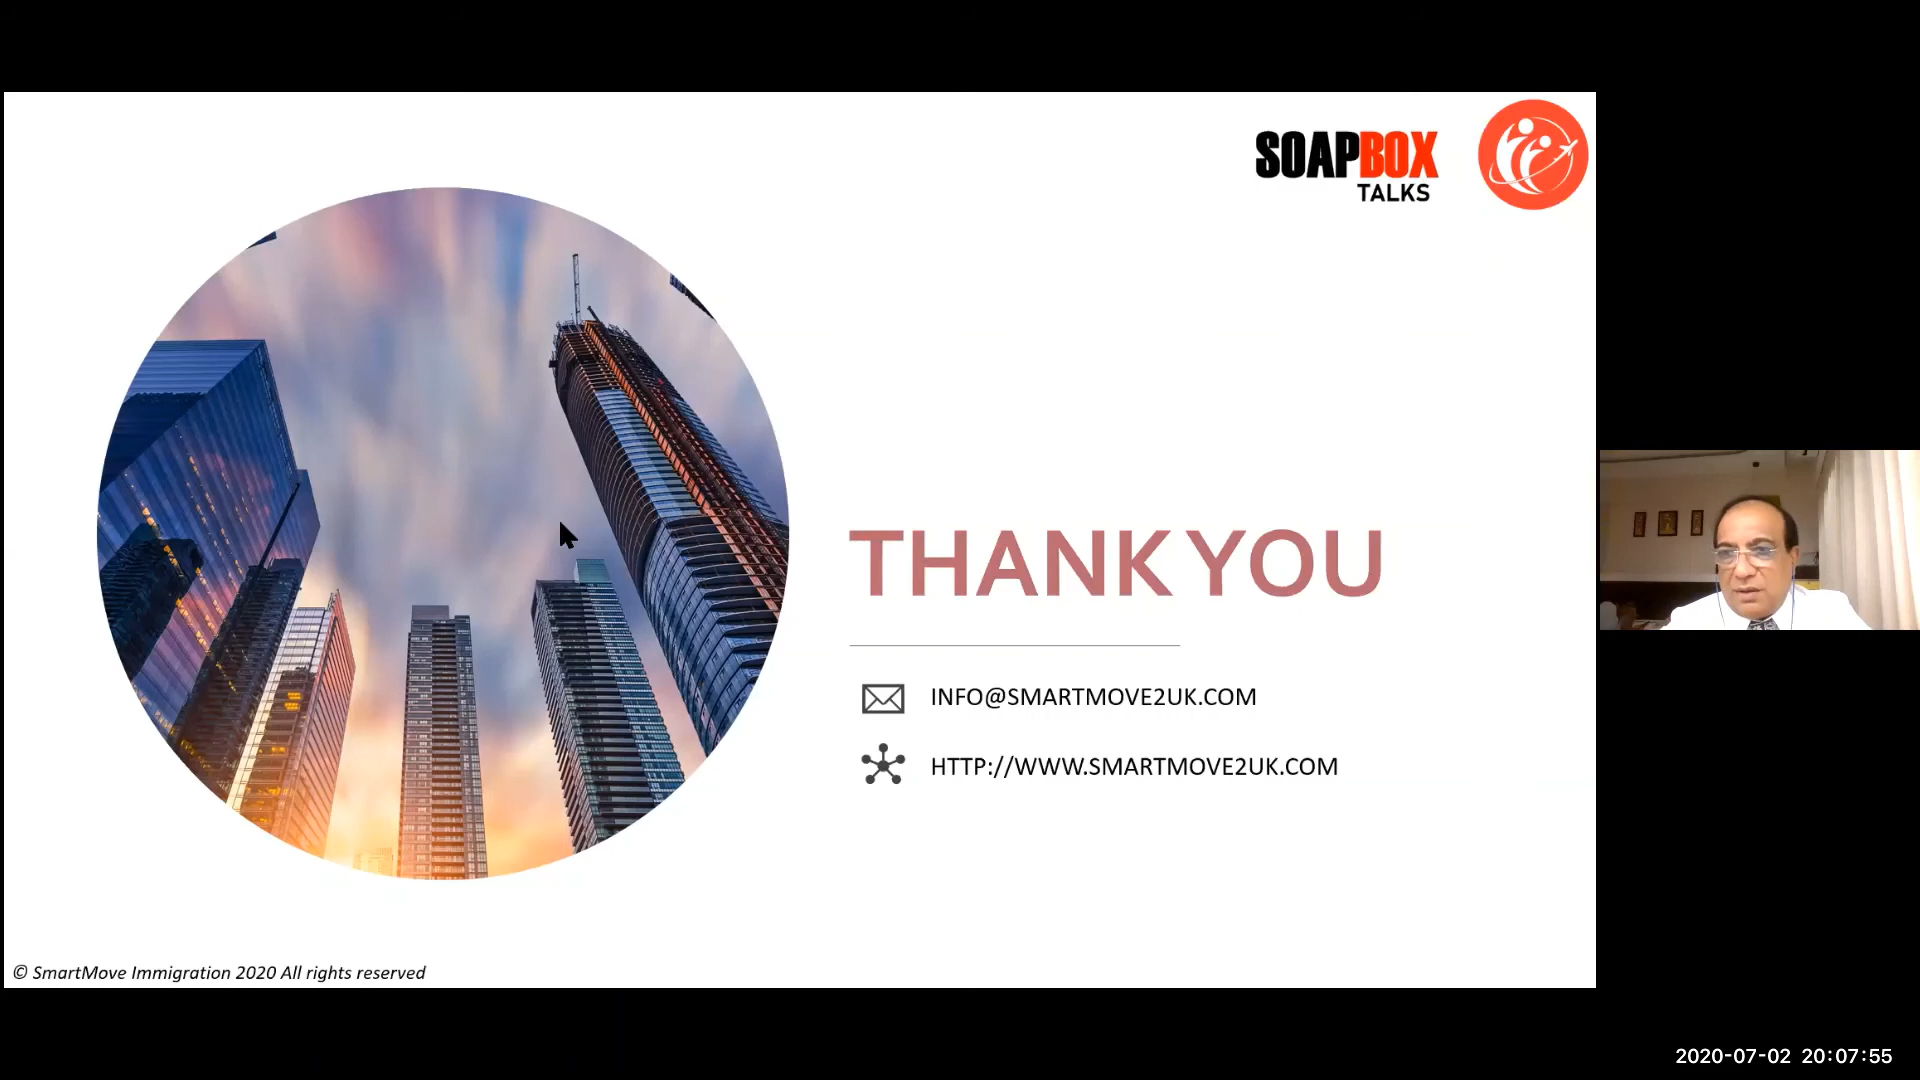 SOAPBOX
TALKS
THANK YOU
INFO@SMARTMOVE2UK.COM
HTTP://WWW.SMARTMOVE2UK.COM
© SmartMove Immigration 2020 All rights reserved
2020-07-02 20:07:55